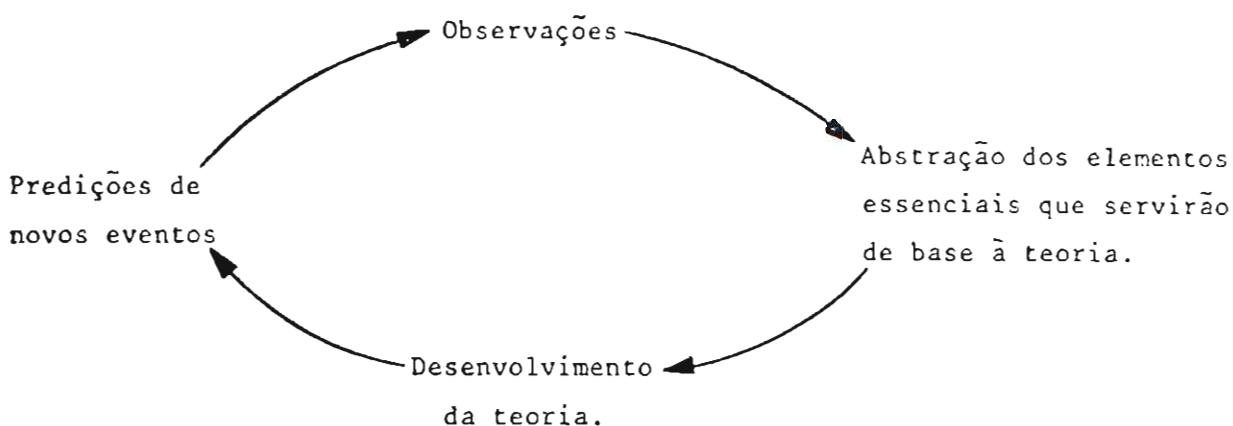 Observações
Abstração dos elementos
essenciais que servirão
de base à teoria.
Predições de
novos eventos
Desenvolvimento
da teoria.